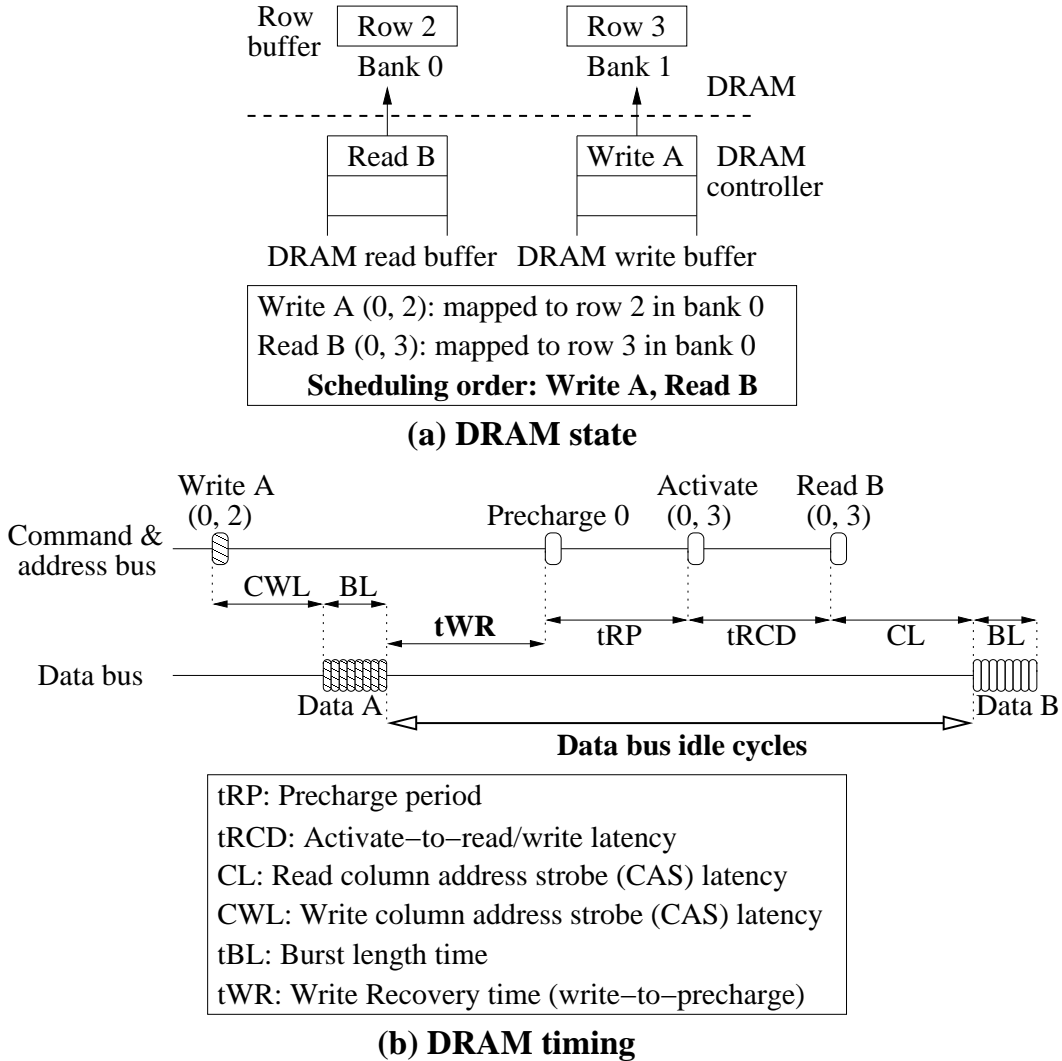 Row
buffer
Row 2
Row 3
Bank 0
Bank 1
DRAM
Read B
Write A
DRAM
controller
DRAM read buffer
DRAM write buffer
Write A (0, 2): mapped to row 2 in bank 0
Read B (0, 3): mapped to row 3 in bank 0
Scheduling order: Write A, Read B
(a) DRAM state
Write A
(0, 2)
Precharge 0
Activate
(0, 3)
Read B
(0, 3)
Command &
address bus
CWL
BL
tWR
tRP
tRCD
CL
BL
Data bus
Data A
Data B
Data bus idle cycles
tRP: Precharge period
tRCD: Activate−to−read/write latency
CL: Read column address strobe (CAS) latency
CWL: Write column address strobe (CAS) latency
tBL: Burst length time
tWR: Write Recovery time (write−to−precharge)
(b) DRAM timing